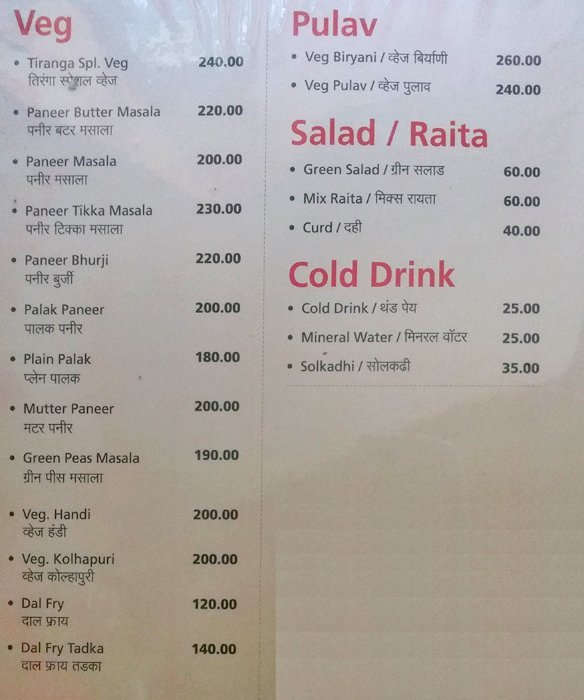 Veg
• Tiranga Spl. Veg 240.00
तिरंगा स्पेशल व्हेज
• Paneer Butter Masala 220.00
पनीर बटर मसाला
• Paneer Masala 200.00
पनीर मसाला
• Paneer Tikka Masala 230.00
पनीर टिक्का मसाला
• Paneer Bhurji 220.00
पनीर बुर्जी
• Palak Paneer 200.00
पालक पनीर
• Plain Palak 180.00
प्लेन पालक
• Mutter Paneer 200.00
मटर पनीर
• Green Peas Masala 190.00
ग्रीन पीस मसाला
• Veg. Handi 200.00
व्हेज हंडी
• Veg. Kolhapuri 200.00
व्हेज कोल्हापुरी
• Dal Fry 120.00
दाल फ्राय
• Dal Fry Tadka 140.00
दाल फ्राय तडका
Pulav
• Veg Biryani / व्हेज बिर्याणी 260.00
• Veg Pulav / व्हेज पुलाव 240.00
Salad / Raita
• Green Salad / ग्रीन सलाड 60.00
• Mix Raita / मिक्स रायता 60.00
• Curd / दही 40.00
Cold Drink
• Cold Drink / थंड पेय 25.00
• Mineral Water / मिनरल वॉटर 25.00
• Solkadhi / सोलकढी 35.00